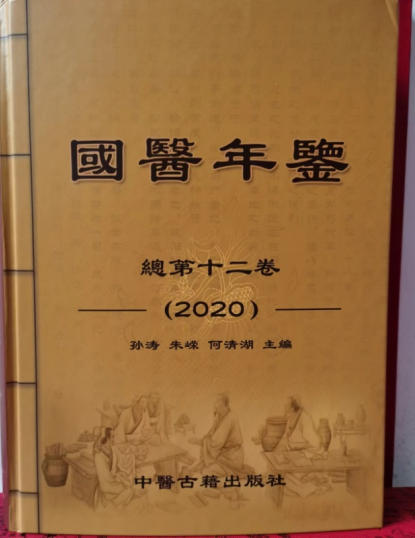 國醫年鑒
總第十二卷
(2020)
孙涛 朱嵘 何清湖 主編
中醫古籍出版社